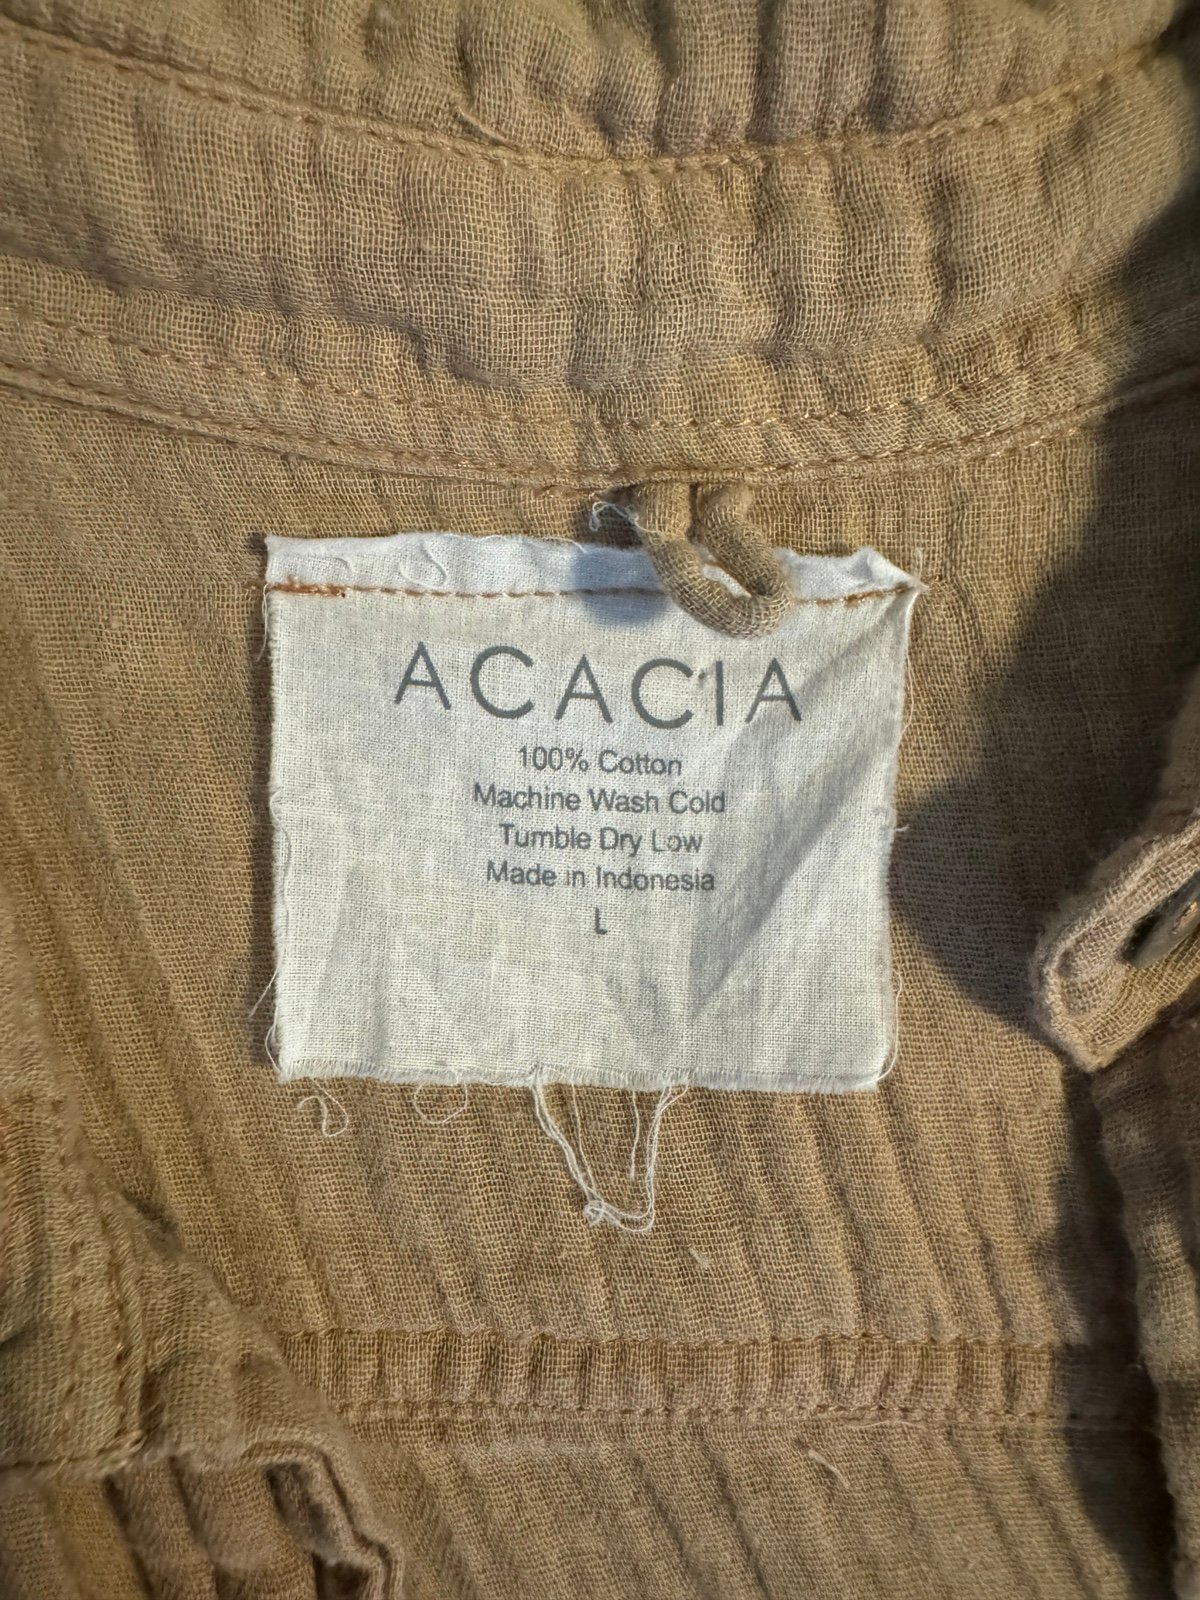 ACACIA
100% Cotton
Machine Wash Cold
Tumble Dry Low
Made in Indonesia
L